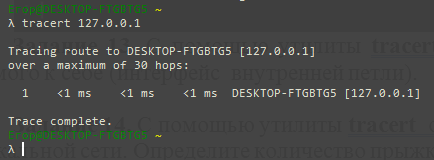 Егор@DESKTOP-FTGBTG5 ~
λ tracert 127.0.0.1
Tracing route to DESKTOP-FTGBTG5 [127.0.0.1]
over a maximum of 30 hops:
1 <1 ms <1 ms <1 ms DESKTOP-FTGBTG5 [127.0.0.1]
Trace complete.
Егор@DESKTOP-FTGBTG5 ~
λ